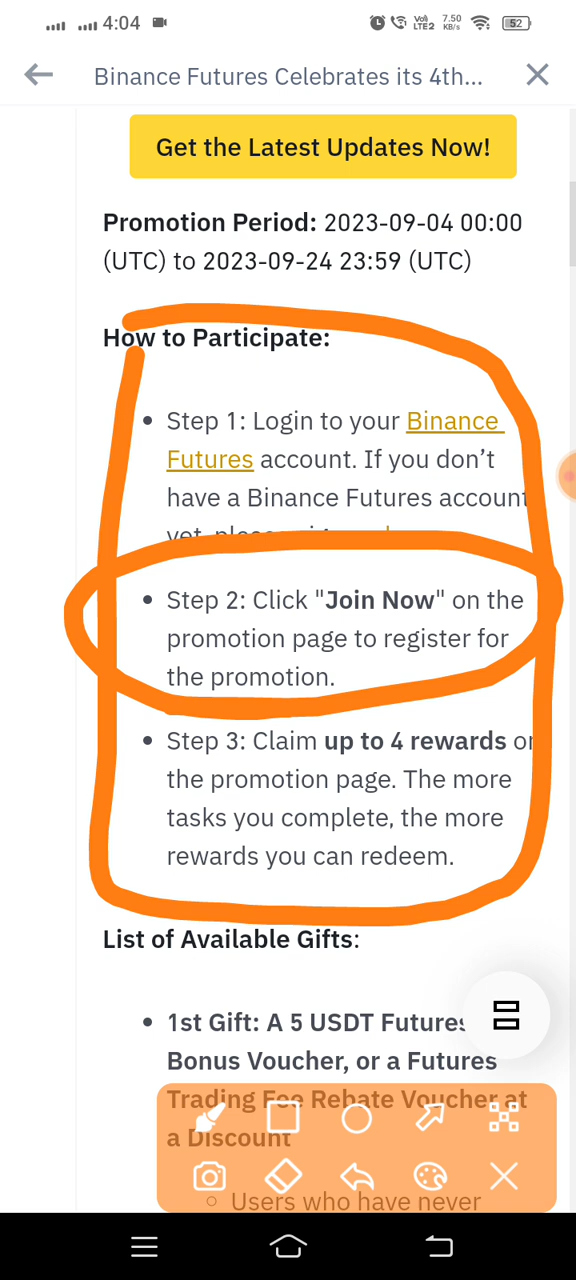 4:04
Vol) LTE2
7.50 KB/s
52
Binance Futures Celebrates its 4th...
Get the Latest Updates Now!
Promotion Period: 2023-09-04 00:00
(UTC) to 2023-09-24 23:59 (UTC)
How to Participate:
• Step 1: Login to your Binance
Futures account. If you don’t
have a Binance Futures account
yet,
• Step 2: Click "Join Now" on the
promotion page to register for
the promotion.
• Step 3: Claim up to 4 rewards on
the promotion page. The more
tasks you complete, the more
rewards you can redeem.
List of Available Gifts:
• 1st Gift: A 5 USDT Futures
Bonus Voucher, or a Futures
Trading Fee Rebate Voucher at
a Discount
○ Users who have never